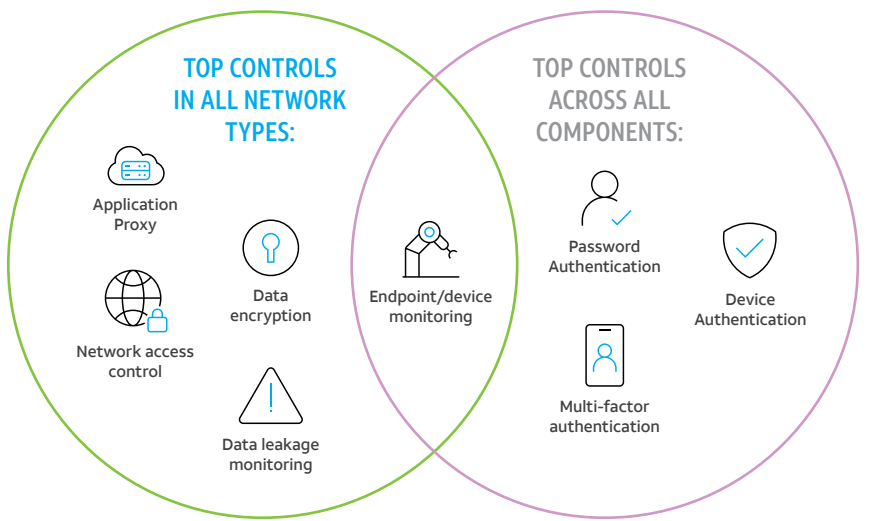 TOP CONTROLS
IN ALL NETWORK
TYPES:
Application
Proxy
Data
encryption
Network access
control
Data leakage
monitoring
Endpoint/device
monitoring
TOP CONTROLS
ACROSS ALL
COMPONENTS:
Password
Authentication
Device
Authentication
Multi-factor
authentication